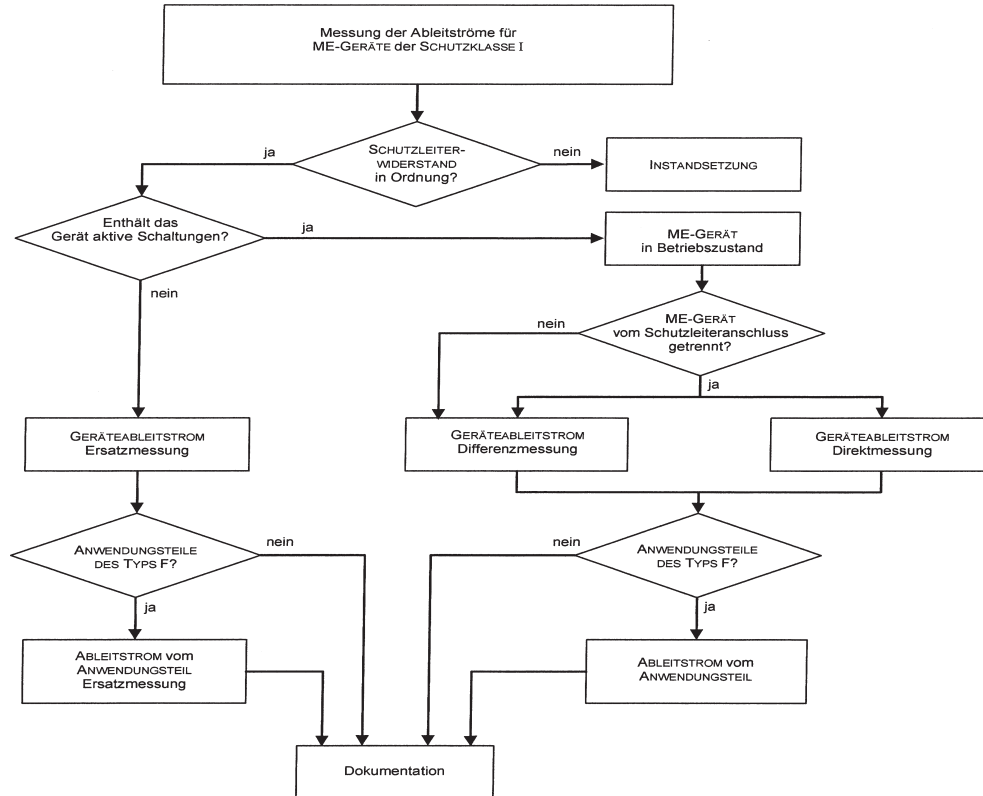 Messung der Ableitströme für
ME-GERÄTE der SCHUTZKLASSE I
SCHUTZLEITER-
WIDERSTAND
in Ordnung?
ja
nein
INSTANDSETZUNG
Enthält das
Gerät aktive Schaltungen?
ja
nein
ME-GERÄT
in Betriebszustand
ME-GERÄT
vom Schutzleiteranschluss
getrennt?
nein
ja
GERÄTEABLEITSTROM
Ersatzmessung
GERÄTEABLEITSTROM
Differenzmessung
GERÄTEABLEITSTROM
Direktmessung
ANWENDUNGSTEILE
DES TYPS F?
nein
ja
ANWENDUNGSTEILE
DES TYPS F?
nein
ja
ABLEITSTROM vom
ANWENDUNGSTEIL
Ersatzmessung
ABLEITSTROM vom
ANWENDUNGSTEIL
Dokumentation